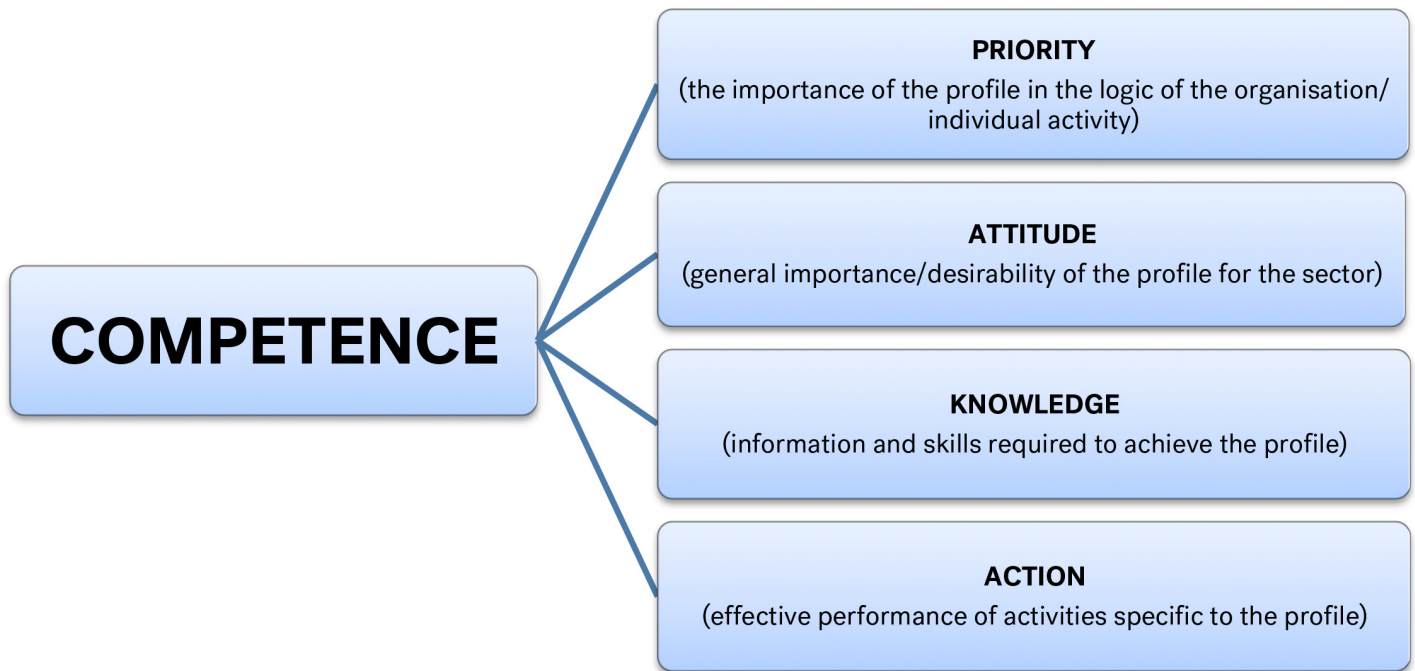 COMPETENCE
PRIORITY
(the importance of the profile in the logic of the organisation/
individual activity)
ATTITUDE
(general importance/desirability of the profile for the sector)
KNOWLEDGE
(information and skills required to achieve the profile)
ACTION
(effective performance of activities specific to the profile)